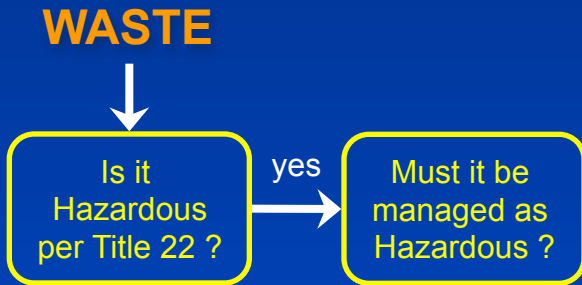 WASTE
Is it
Hazardous
per Title 22 ?
yes
Must it be
managed as
Hazardous ?